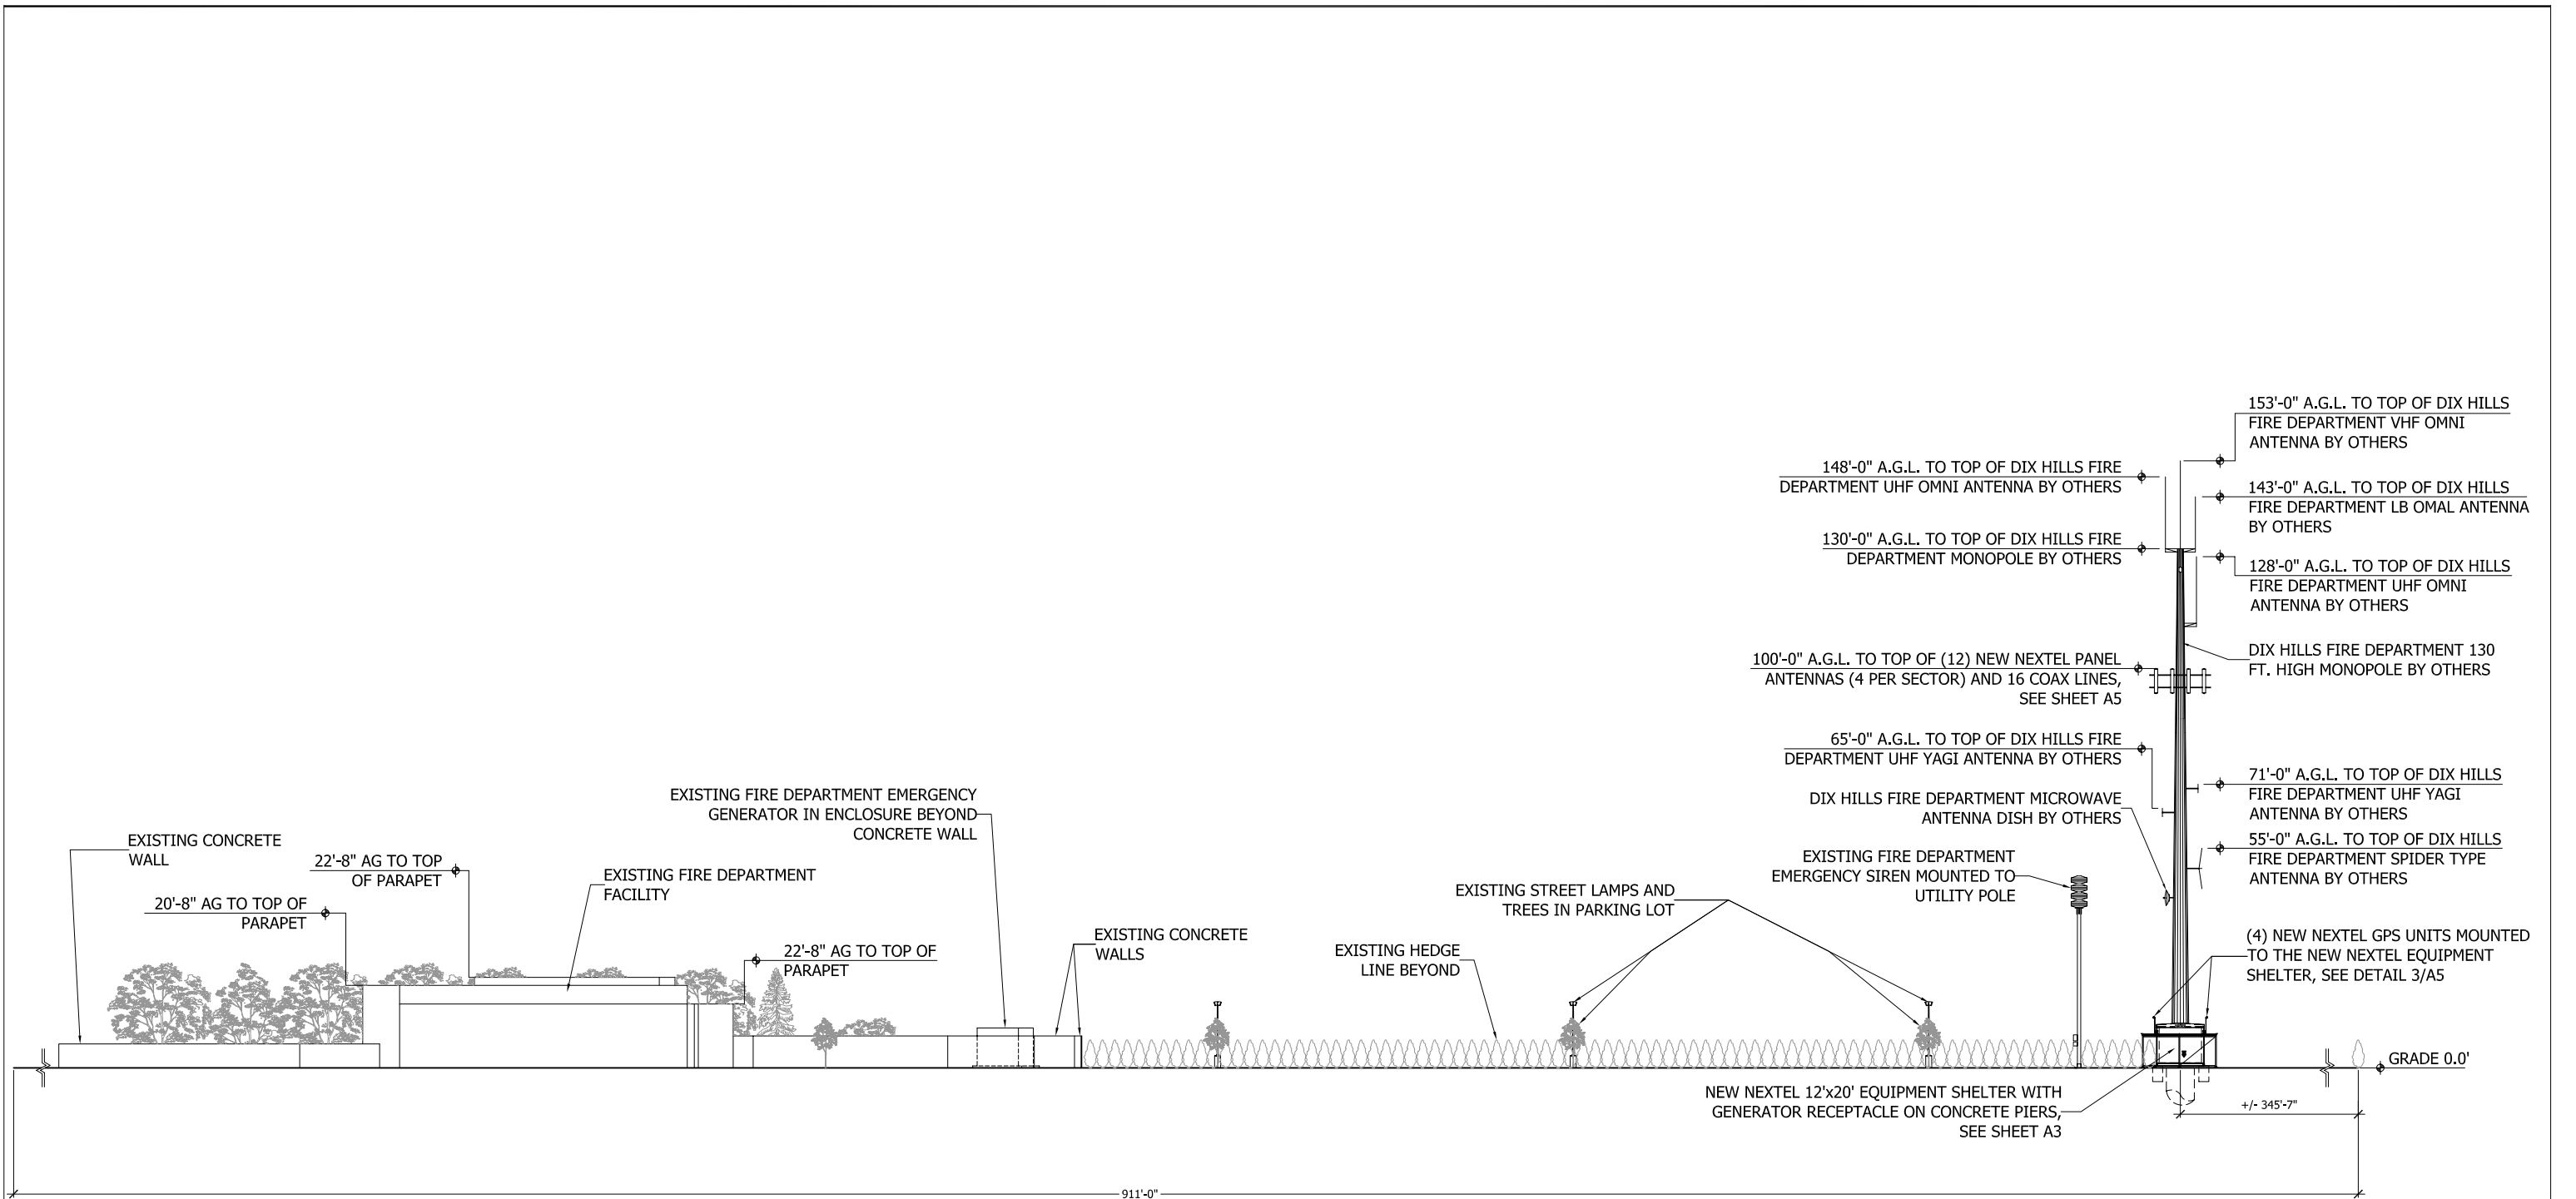 153'-0" A.G.L. TO TOP OF DIX HILLS
FIRE DEPARTMENT VHF OMNI
ANTENNA BY OTHERS
148'-0" A.G.L. TO TOP OF DIX HILLS FIRE
DEPARTMENT UHF OMNI ANTENNA BY OTHERS
143'-0" A.G.L. TO TOP OF DIX HILLS
FIRE DEPARTMENT LB OMAL ANTENNA
BY OTHERS
130'-0" A.G.L. TO TOP OF DIX HILLS FIRE
DEPARTMENT MONOPOLE BY OTHERS
128'-0" A.G.L. TO TOP OF DIX HILLS
FIRE DEPARTMENT UHF OMNI
ANTENNA BY OTHERS
DIX HILLS FIRE DEPARTMENT 130
FT. HIGH MONOPOLE BY OTHERS
100'-0" A.G.L. TO TOP OF (12) NEW NEXTEL PANEL
ANTENNAS (4 PER SECTOR) AND 16 COAX LINES,
SEE SHEET A5
65'-0" A.G.L. TO TOP OF DIX HILLS FIRE
DEPARTMENT UHF YAGI ANTENNA BY OTHERS
71'-0" A.G.L. TO TOP OF DIX HILLS
FIRE DEPARTMENT UHF YAGI
ANTENNA BY OTHERS
DIX HILLS FIRE DEPARTMENT MICROWAVE
ANTENNA DISH BY OTHERS
55'-0" A.G.L. TO TOP OF DIX HILLS
FIRE DEPARTMENT SPIDER TYPE
ANTENNA BY OTHERS
EXISTING FIRE DEPARTMENT EMERGENCY
GENERATOR IN ENCLOSURE BEYOND
CONCRETE WALL
EXISTING CONCRETE
WALL
22'-8" AG TO TOP
OF PARAPET
EXISTING FIRE DEPARTMENT
FACILITY
20'-8" AG TO TOP OF
PARAPET
22'-8" AG TO TOP OF
PARAPET
EXISTING CONCRETE
WALLS
EXISTING HEDGE
LINE BEYOND
EXISTING STREET LAMPS AND
TREES IN PARKING LOT
EXISTING FIRE DEPARTMENT
EMERGENCY SIREN MOUNTED TO
UTILITY POLE
(4) NEW NEXTEL GPS UNITS MOUNTED
TO THE NEW NEXTEL EQUIPMENT
SHELTER, SEE DETAIL 3/A5
GRADE 0.0'
NEW NEXTEL 12'x20' EQUIPMENT SHELTER WITH
GENERATOR RECEPTACLE ON CONCRETE PIERS,
SEE SHEET A3
+/- 345'-7"
911'-0"